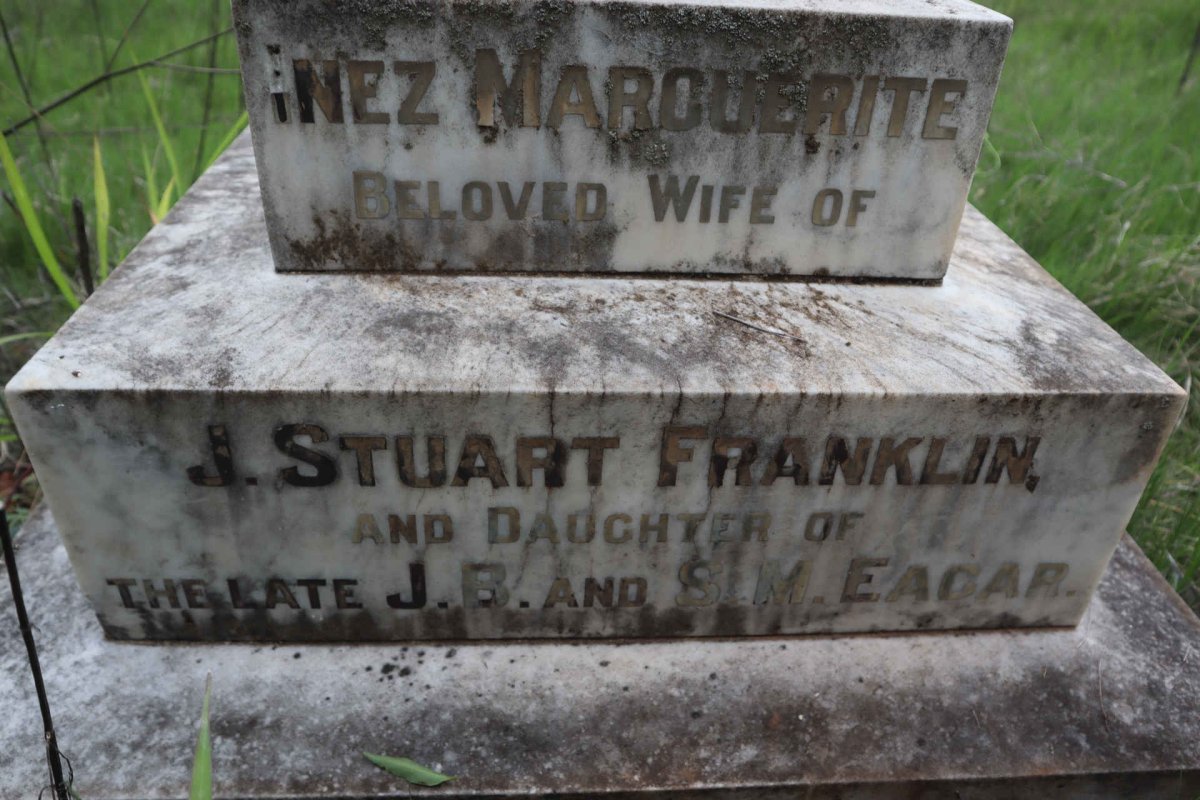 INEZ MARGUERITE
BELOVED WIFE OF
J. STUART FRANKLIN,
AND DAUGHTER OF
THE LATE J. B. AND S. M. EAGAR.